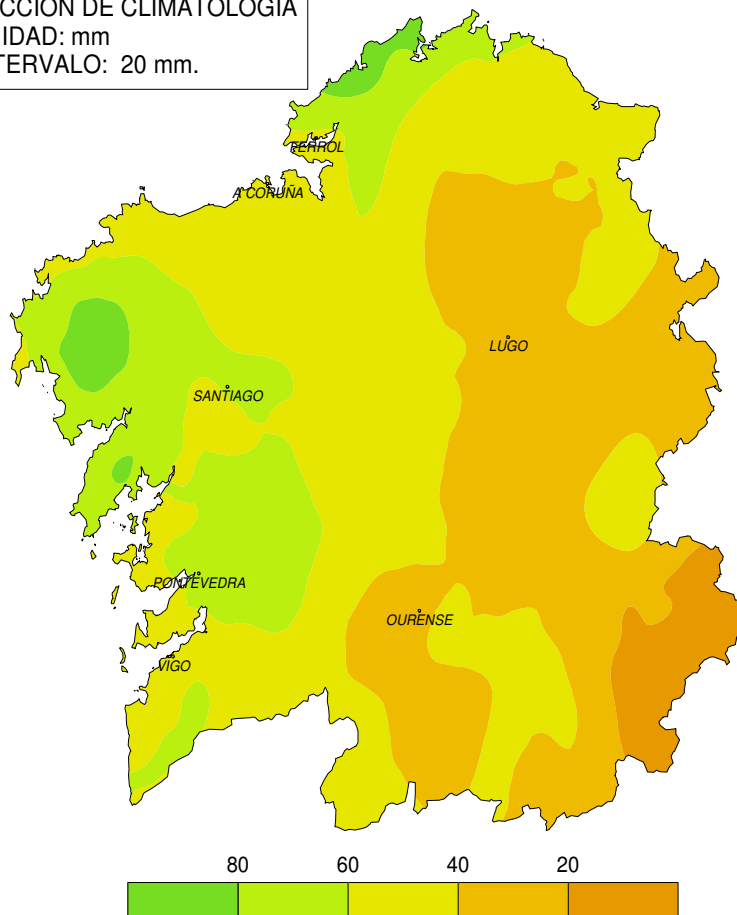 CCION DE CLIMATOLOGIA
IDAD: mm
TERVALO: 20 mm.
FERROL
A CORUÑA
LUGO
SANTIAGO
PONTEVEDRA
OURENSE
VIGO
80 60 40 20